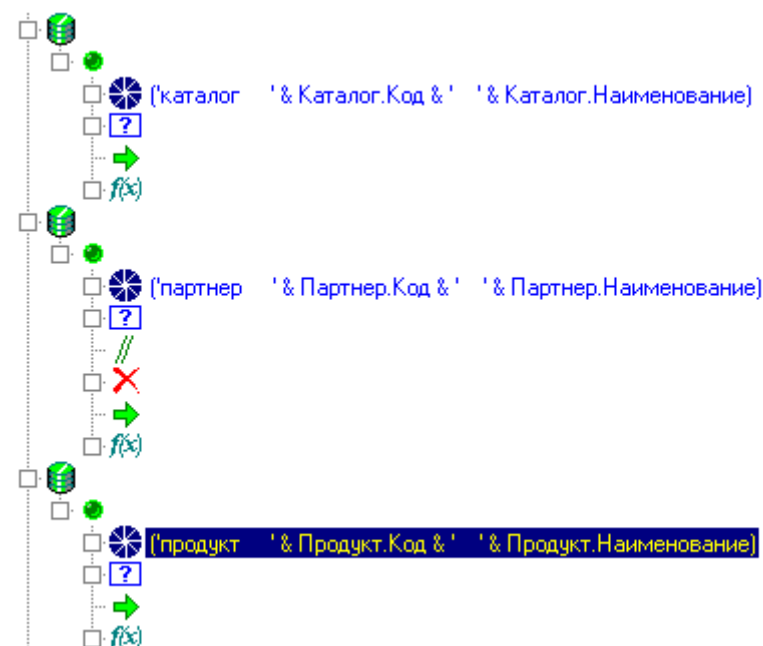 ('каталог    ' & Каталог.Код & '   ' & Каталог.Наименование)
?
f(x)
('партнер    ' & Партнер.Код & '   ' & Партнер.Наименование)
?
//
f(x)
('продукт    ' & Продукт.Код & '   ' & Продукт.Наименование)
?
f(x)